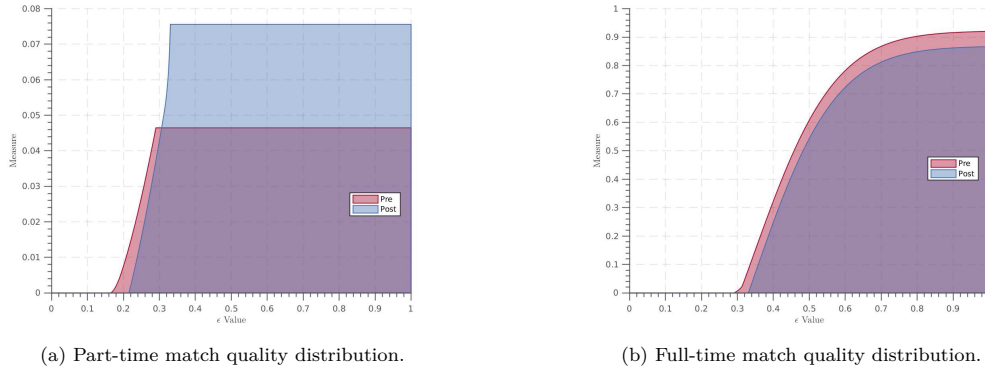 0.08
0.07
0.06
0.05
0.04
0.03
0.02
0.01
0
Measure
0 0.1 0.2 0.3 0.4 0.5 0.6 0.7 0.8 0.9 1
ϵ Value
Pre
Post
(a) Part-time match quality distribution.
1
0.9
0.8
0.7
0.6
0.5
0.4
0.3
0.2
0.1
0
Measure
0 0.1 0.2 0.3 0.4 0.5 0.6 0.7 0.8 0.9
ϵ Value
Pre
Post
(b) Full-time match quality distribution.